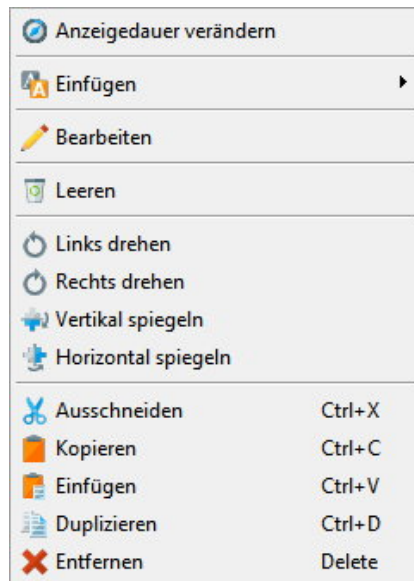 Anzeigedauer verändern
Einfügen
Bearbeiten
Leeren
Links drehen
Rechts drehen
Vertikal spiegeln
Horizontal spiegeln
Ausschneiden Ctrl+X
Kopieren Ctrl+C
Einfügen Ctrl+V
Duplizieren Ctrl+D
Entfernen Delete